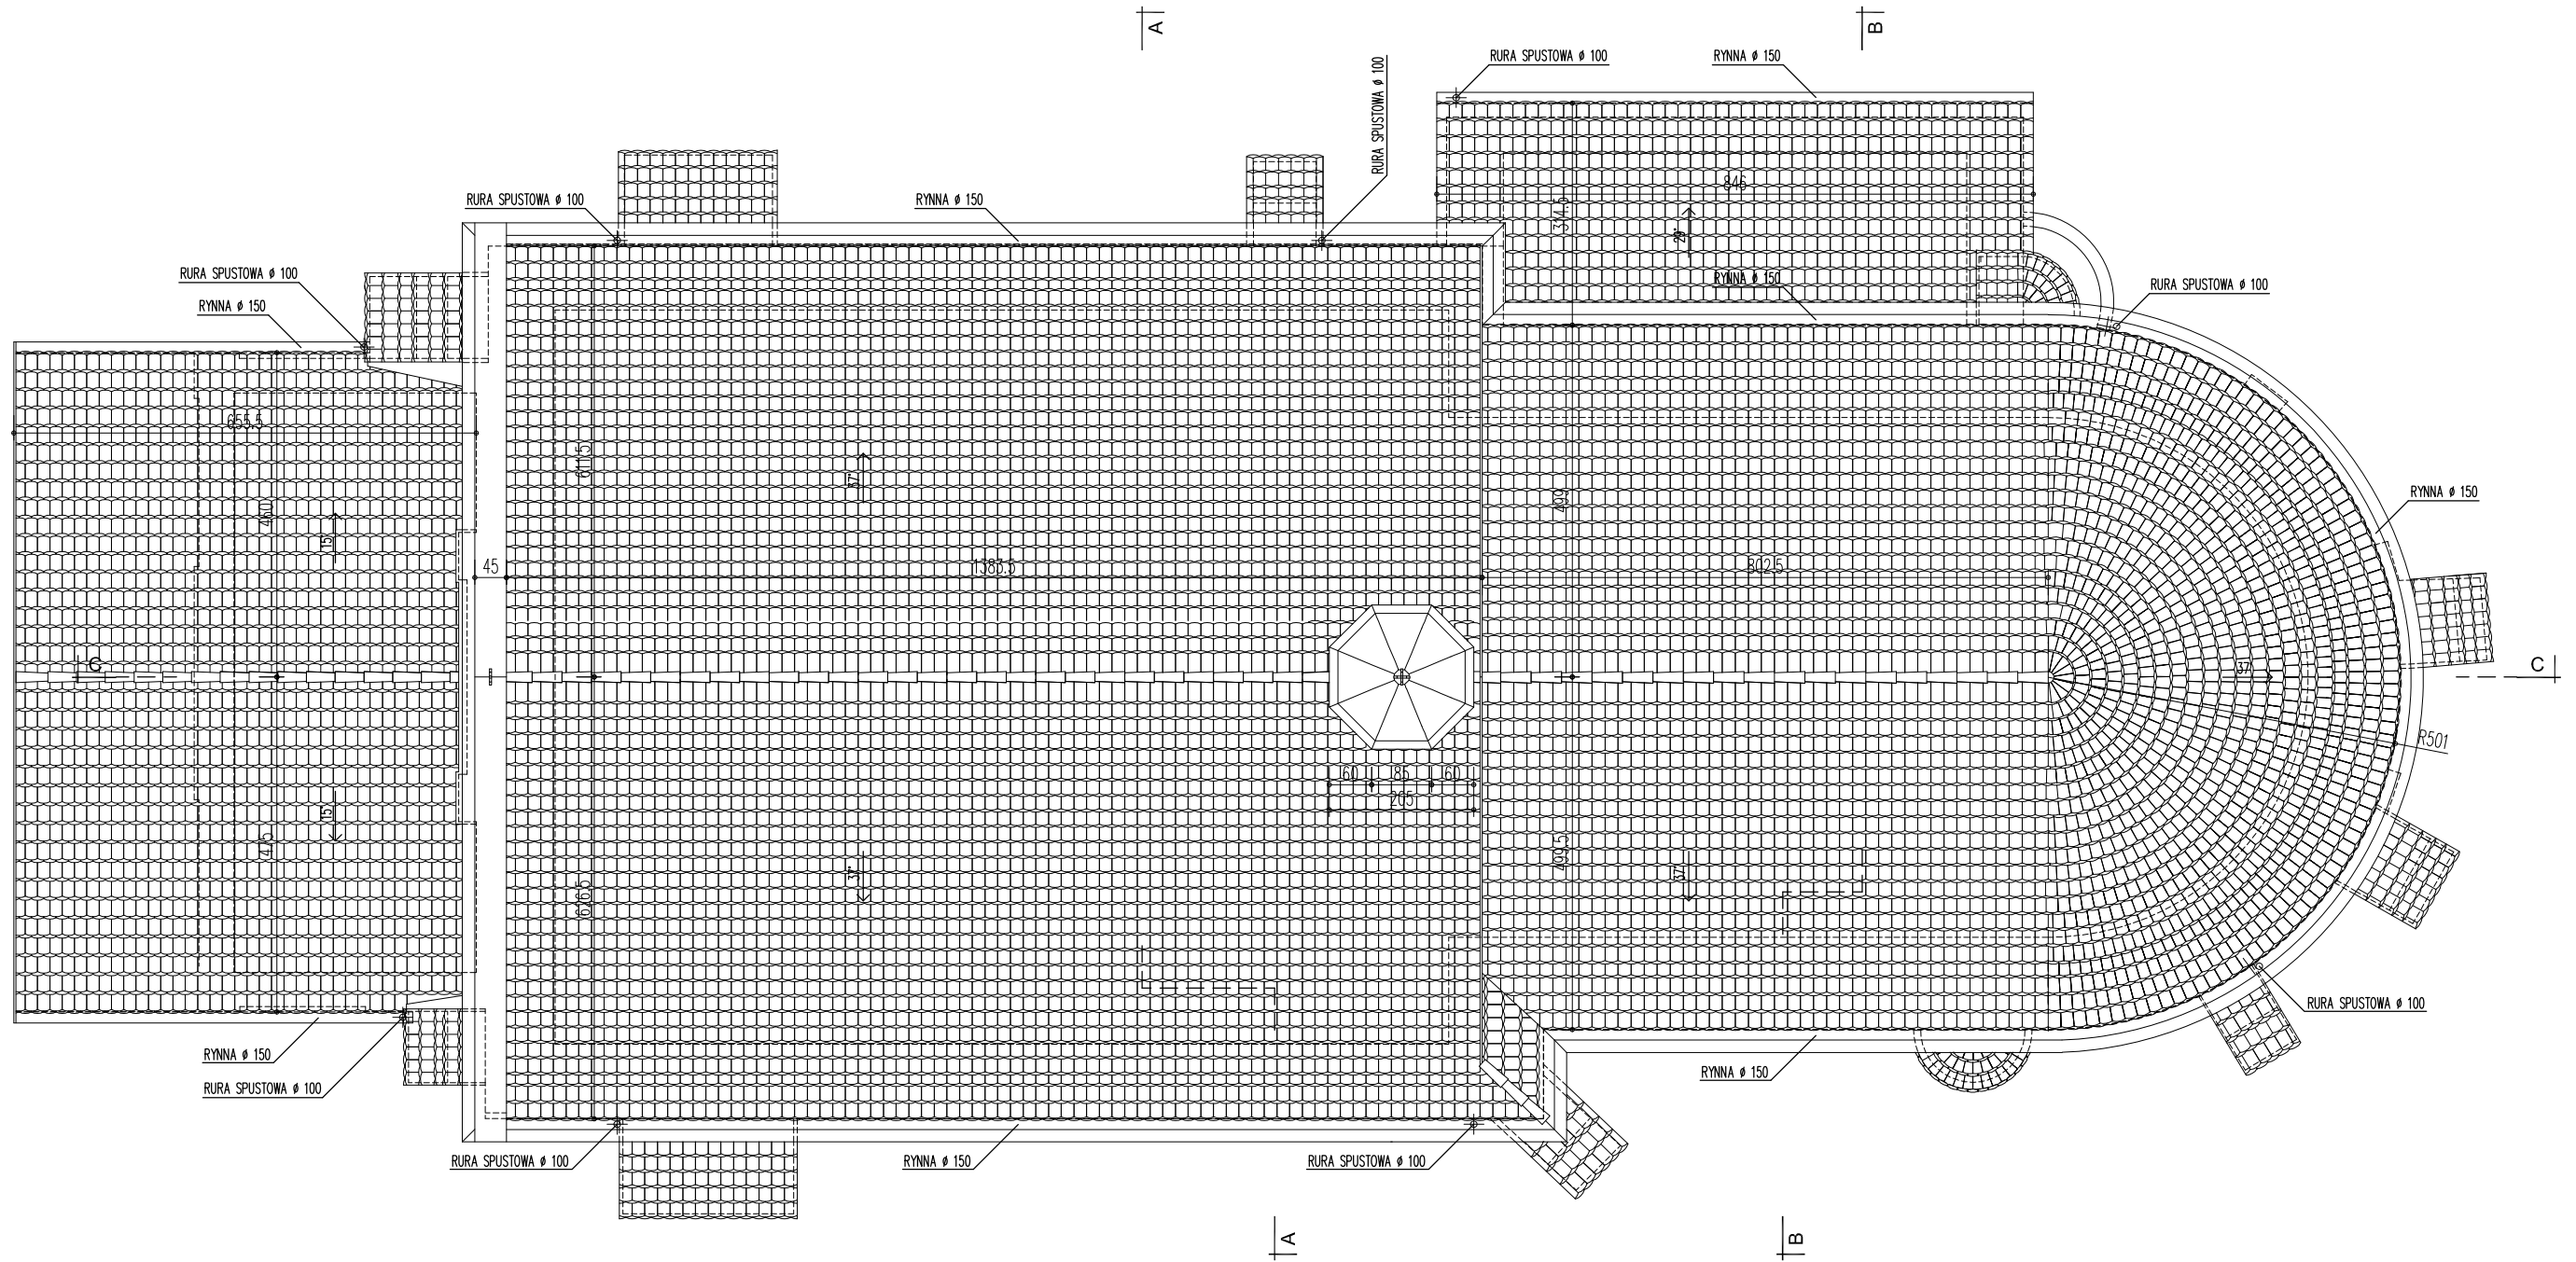 A
B
RURA SPUSTOWA ø 100
RYNNA ø 150
RURA SPUSTOWA ø 100
RURA SPUSTOWA ø 100
RYNNA ø 150
846
314.5
29°
RURA SPUSTOWA ø 100
RYNNA ø 150
RYNNA ø 150
RURA SPUSTOWA ø 100
655.5
611.5
37°
460
15°
499
RYNNA ø 150
45
1383.5
802.5
C
37°
C
R501
60
85
60
205
15°
475
626.5
37°
499.5
37°
RURA SPUSTOWA ø 100
RYNNA ø 150
RYNNA ø 150
RURA SPUSTOWA ø 100
RURA SPUSTOWA ø 100
RYNNA ø 150
RURA SPUSTOWA ø 100
A
B